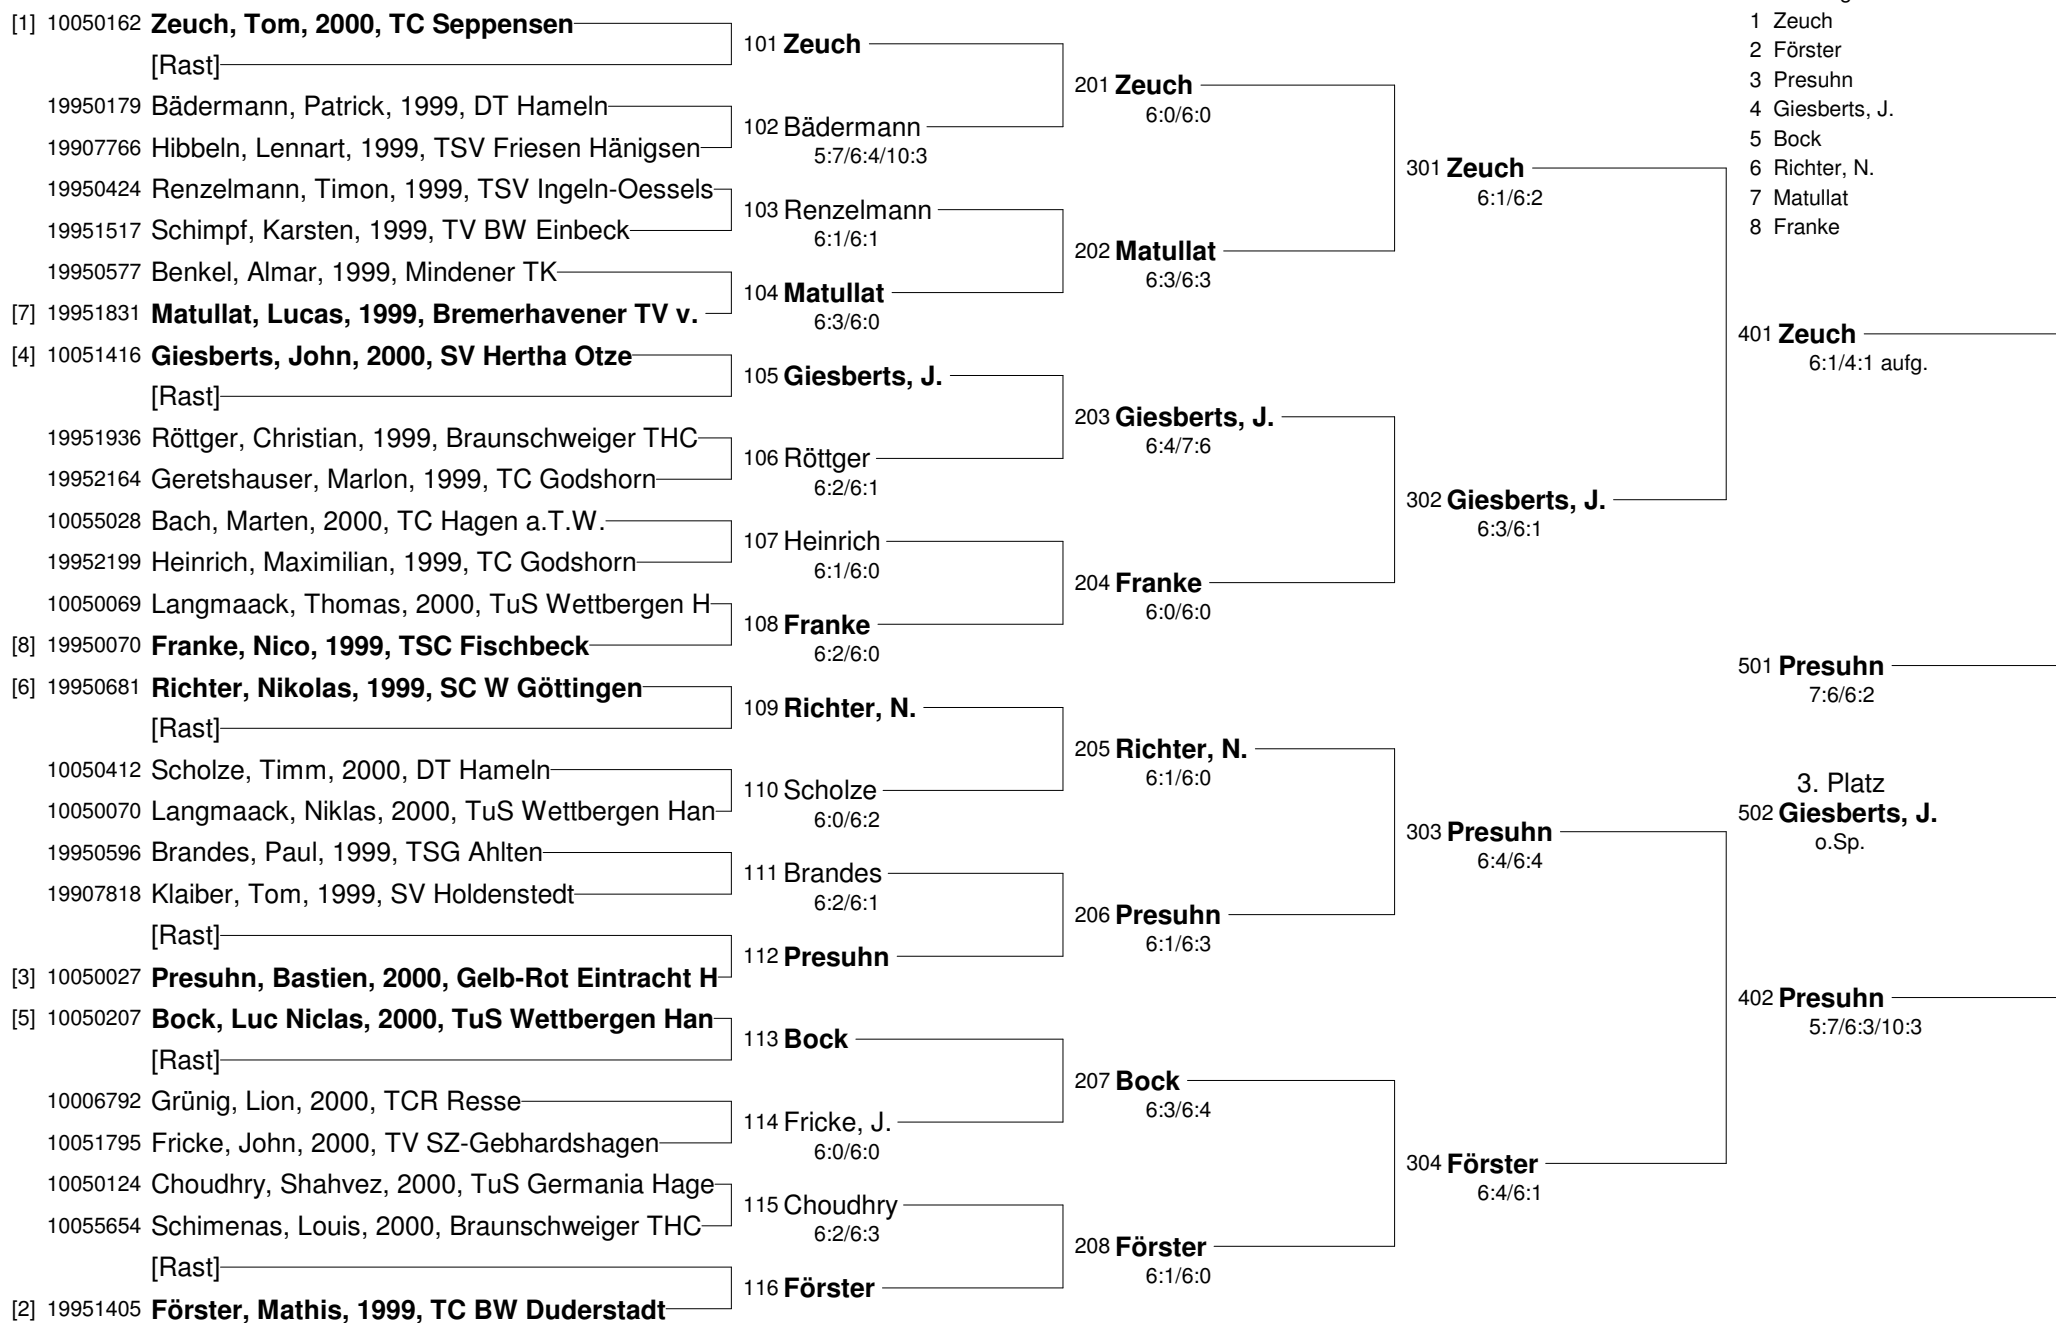 [1] 10050162 Zeuch, Tom, 2000, TC Seppensen
[Rast]
19950179 Bädermann, Patrick, 1999, DT Hameln
19907766 Hibbeln, Lennart, 1999, TSV Friesen Hänigsen
19950424 Renzelmann, Timon, 1999, TSV Ingeln-Oessels
19951517 Schimpf, Karsten, 1999, TV BW Einbeck
19950577 Benkel, Almar, 1999, Mindener TK
[7] 19951831 Matullat, Lucas, 1999, Bremerhavener TV v.
[4] 10051416 Giesberts, John, 2000, SV Hertha Otze
[Rast]
19951936 Röttger, Christian, 1999, Braunschweiger THC
19952164 Geretshauser, Marlon, 1999, TC Godshorn
10055028 Bach, Marten, 2000, TC Hagen a.T.W.
19952199 Heinrich, Maximilian, 1999, TC Godshorn
10050069 Langmaack, Thomas, 2000, TuS Wettbergen H
[8] 19950070 Franke, Nico, 1999, TSC Fischbeck
[6] 19950681 Richter, Nikolas, 1999, SC W Göttingen
[Rast]
10050412 Scholze, Timm, 2000, DT Hameln
10050070 Langmaack, Niklas, 2000, TuS Wettbergen Han
19950596 Brandes, Paul, 1999, TSG Ahlten
19907818 Klaiber, Tom, 1999, SV Holdenstedt
[Rast]
[3] 10050027 Presuhn, Bastien, 2000, Gelb-Rot Eintracht H
[5] 10050207 Bock, Luc Niclas, 2000, TuS Wettbergen Han
[Rast]
10006792 Grünig, Lion, 2000, TCR Resse
10051795 Fricke, John, 2000, TV SZ-Gebhardshagen
10050124 Choudhry, Shahvez, 2000, TuS Germania Hage
10055654 Schimenas, Louis, 2000, Braunschweiger THC
[Rast]
[2] 19951405 Förster, Mathis, 1999, TC BW Duderstadt
101 Zeuch
102 Bädermann
5:7/6:4/10:3
103 Renzelmann
6:1/6:1
104 Matullat
6:3/6:0
105 Giesberts, J.
106 Röttger
6:2/6:1
107 Heinrich
6:1/6:0
108 Franke
6:2/6:0
109 Richter, N.
110 Scholze
6:0/6:2
111 Brandes
6:2/6:1
112 Presuhn
113 Bock
114 Fricke, J.
6:0/6:0
115 Choudhry
6:2/6:3
116 Förster
201 Zeuch
6:0/6:0
202 Matullat
6:3/6:3
203 Giesberts, J.
6:4/7:6
204 Franke
6:0/6:0
205 Richter, N.
6:1/6:0
206 Presuhn
6:1/6:3
207 Bock
6:3/6:4
208 Förster
6:1/6:0
301 Zeuch
6:1/6:2
302 Giesberts, J.
6:3/6:1
303 Presuhn
6:4/6:4
304 Förster
6:4/6:1
1 Zeuch
2 Förster
3 Presuhn
4 Giesberts, J.
5 Bock
6 Richter, N.
7 Matullat
8 Franke
401 Zeuch
6:1/4:1 aufg.
501 Presuhn
7:6/6:2
3. Platz
502 Giesberts, J.
o.Sp.
402 Presuhn
5:7/6:3/10:3